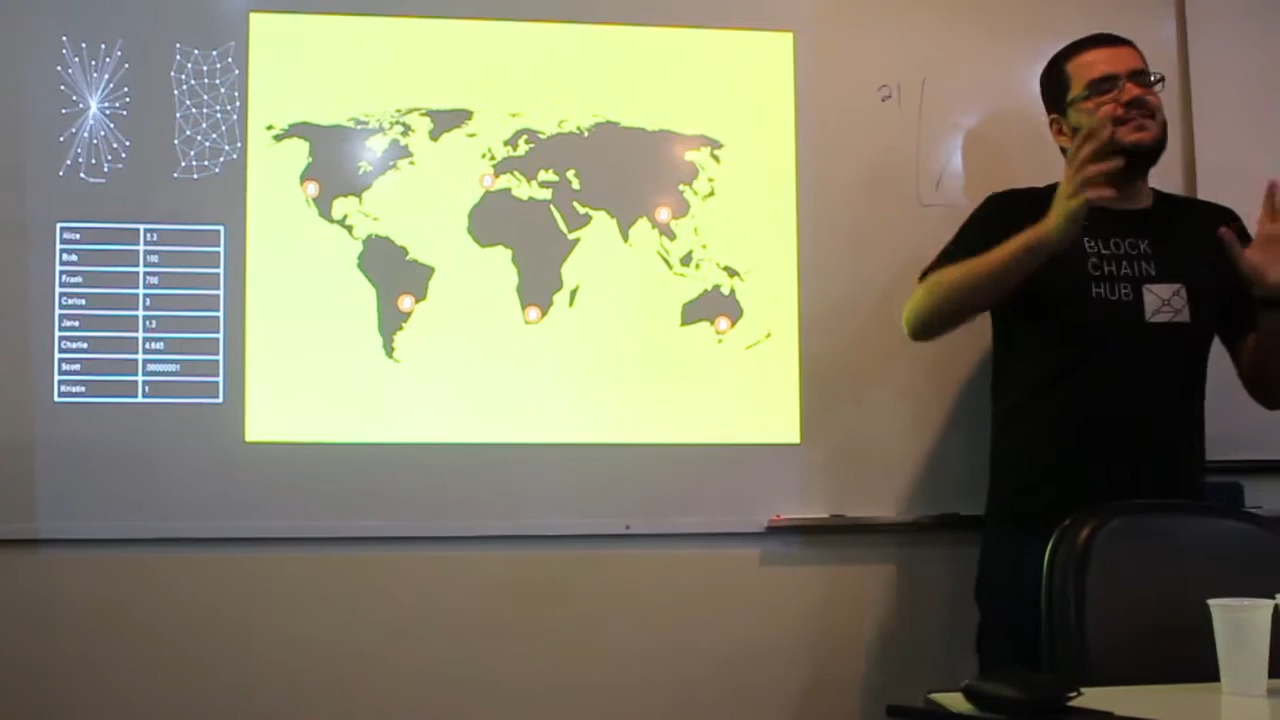 Alice 5.3
Bob 100
Frank 700
Carlos 3
Jane 1.2
Charlie 4.645
Scott .00000001
Kristin 1
21
BLOCK
CHAIN
HUB